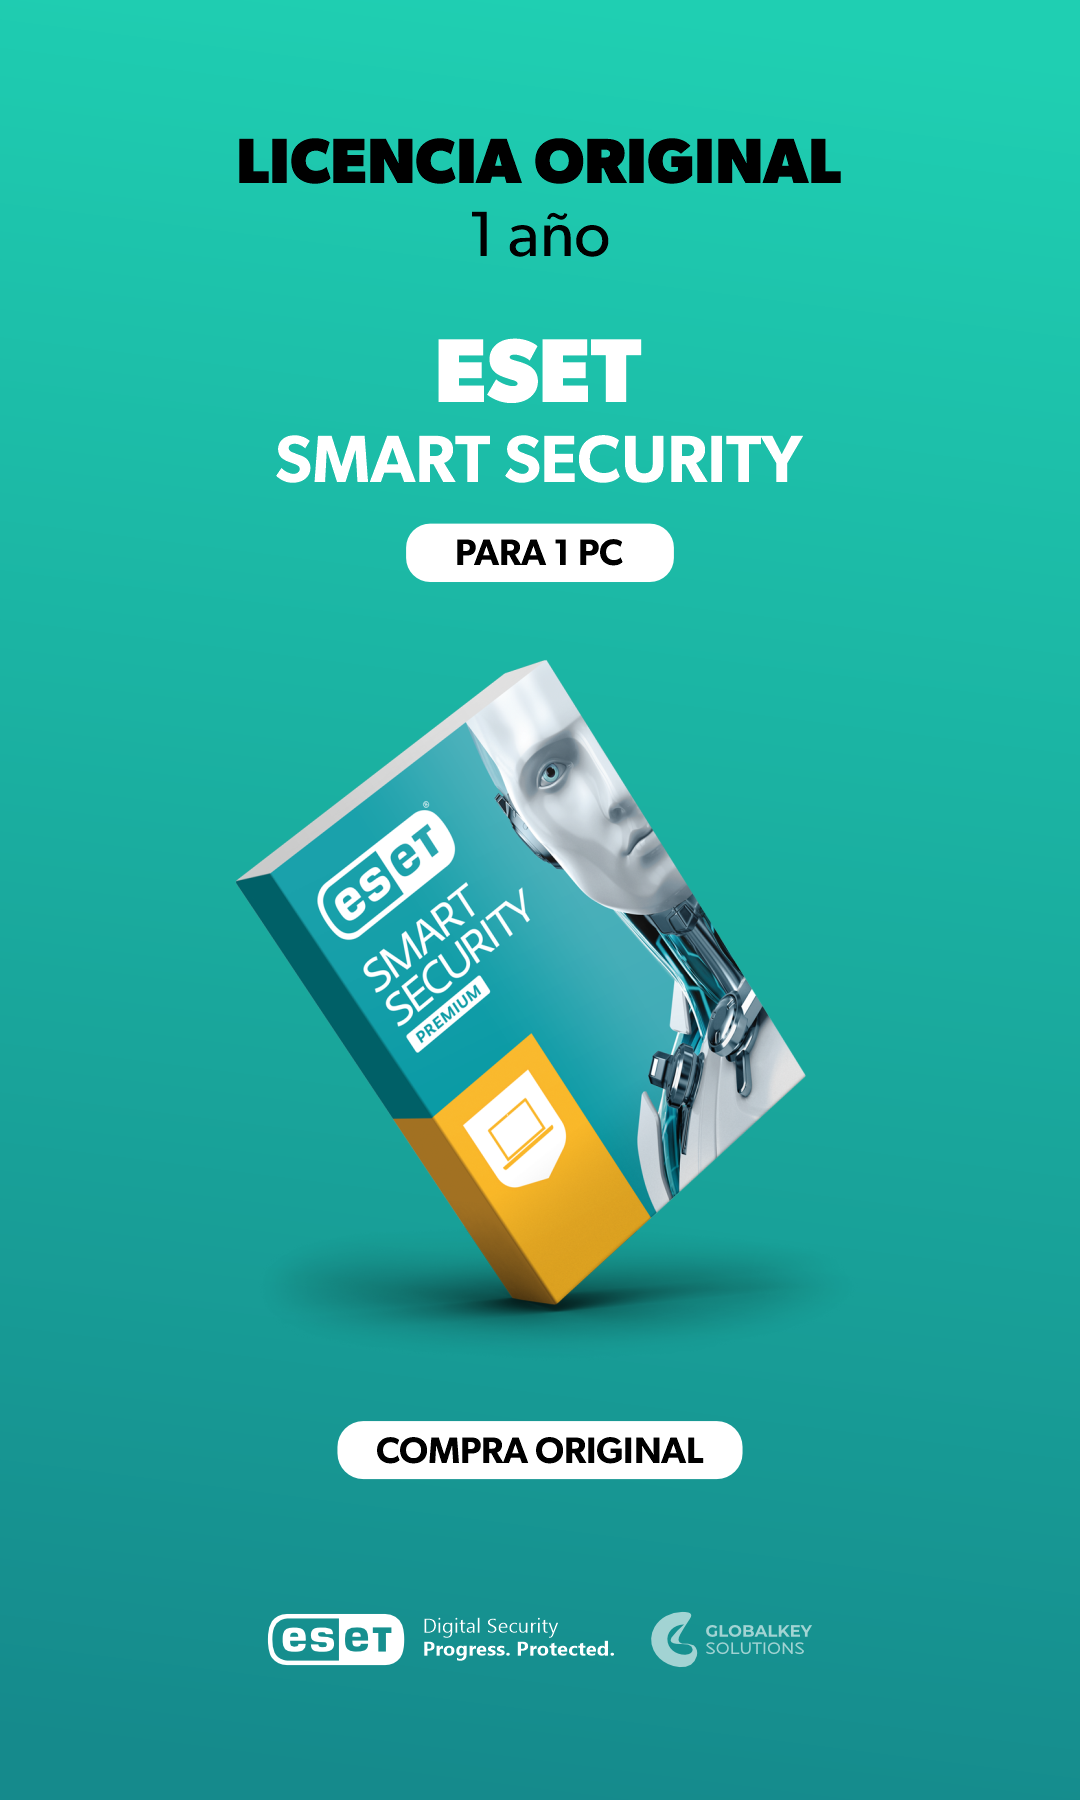 LICENCIA ORIGINAL
1 año
ESET
SMART SECURITY
PARA 1 PC
eset®
SMART
SECURITY
PREMIUM
COMPRA ORIGINAL
eset
Digital Security
Progress. Protected.
GLOBALKEY
SOLUTIONS